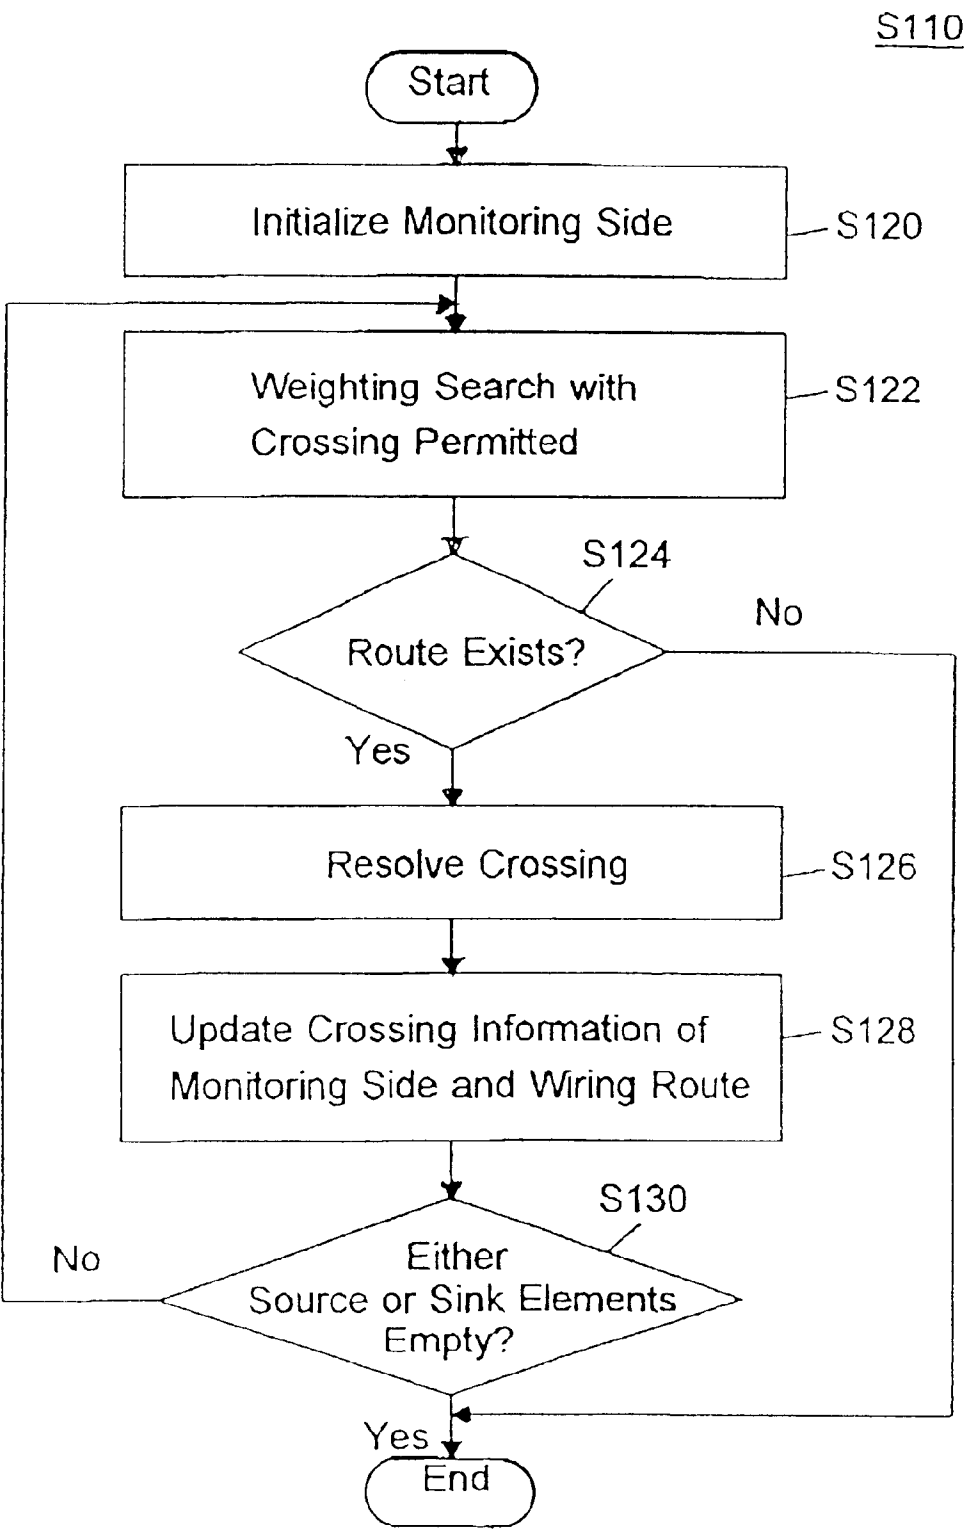 S110
Start
Initialize Monitoring Side
S120
Weighting Search with
Crossing Permitted
S122
S124
Route Exists?
No
Yes
Resolve Crossing
S126
Update Crossing Information of
Monitoring Side and Wiring Route
S128
S130
Either
Source or Sink Elements
Empty?
No
Yes
End